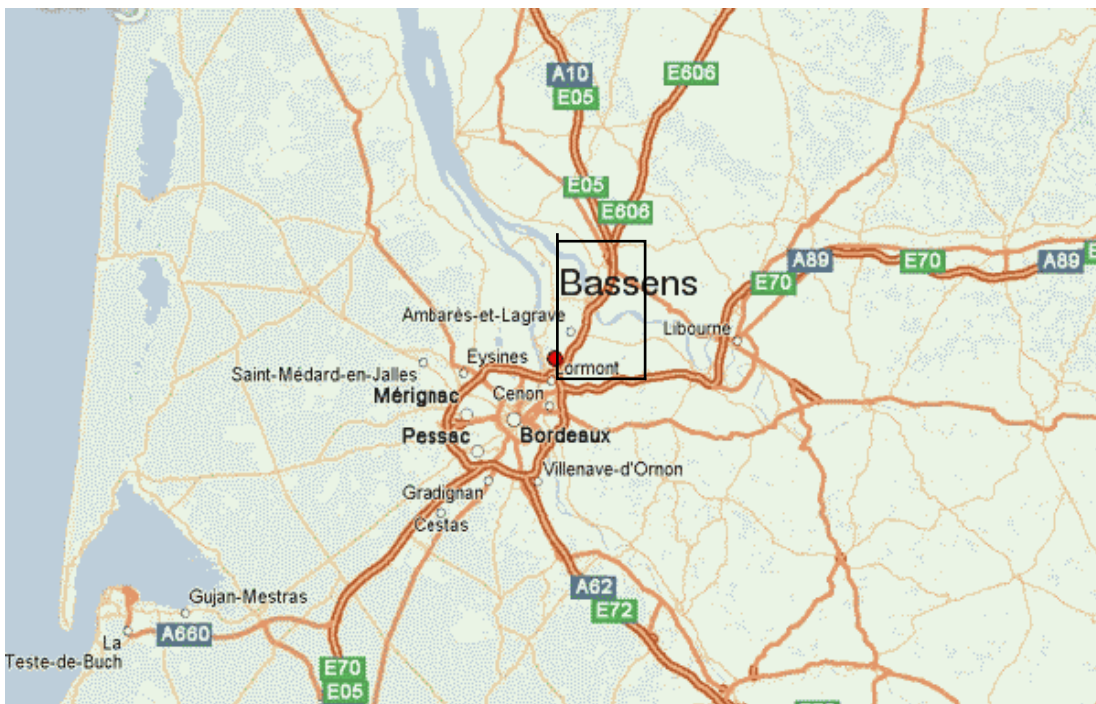 A10
E05
E606
E05
E606
Bassens
A89
E70
A89
E70
Ambarès-et-Lagrave
Libourne
Eysines
Lormont
Saint-Médard-en-Jalles
Mérignac
Cenon
Pessac
Bordeaux
Villenave-d'Ornon
Gradignan
Cestas
A62
E72
Gujan-Mestras
A660
La
Teste-de-Buch
E70
E05